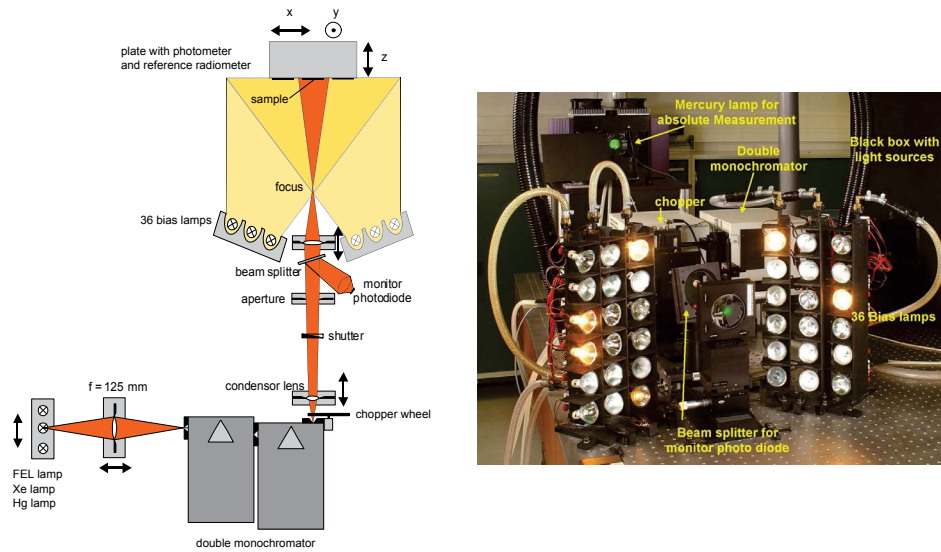 x
y
z
plate with photometer
and reference radiometer
sample
focus
36 bias lamps
beam splitter
monitor
photodiode
aperture
shutter
condensor lens
chopper wheel
f = 125 mm
FEL lamp
Xe lamp
Hg lamp
double monochromator
Mercury lamp for
absolute Measurement
Black box with
light sources
Double
monochromator
chopper
36 Bias lamps
Beam splitter for
monitor photo diode